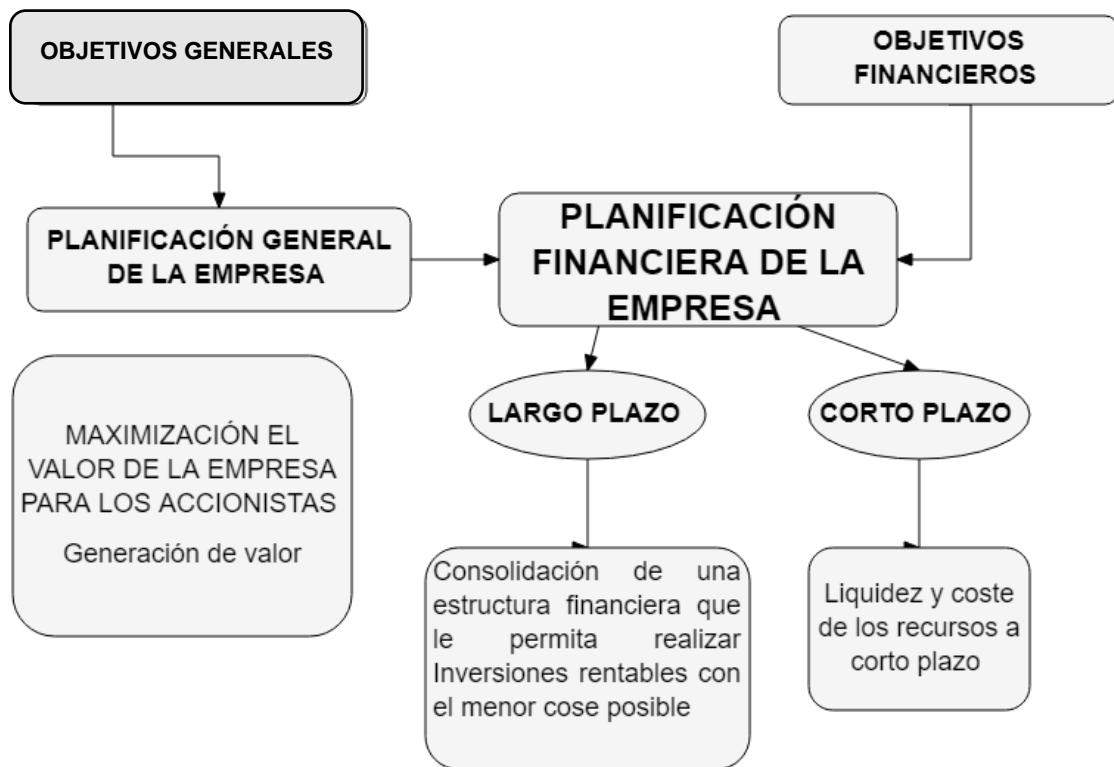 OBJETIVOS GENERALES
OBJETIVOS
FINANCIEROS
PLANIFICACIÓN GENERAL
DE LA EMPRESA
PLANIFICACIÓN
FINANCIERA DE LA
EMPRESA
MAXIMIZACIÓN EL
VALOR DE LA EMPRESA
PARA LOS ACCIONISTAS
Generación de valor
LARGO PLAZO
CORTO PLAZO
Consolidación de una
estructura financiera que
le permita realizar
Inversiones rentables con
el menor cose posible
Liquidez y coste
de los recursos a
corto plazo